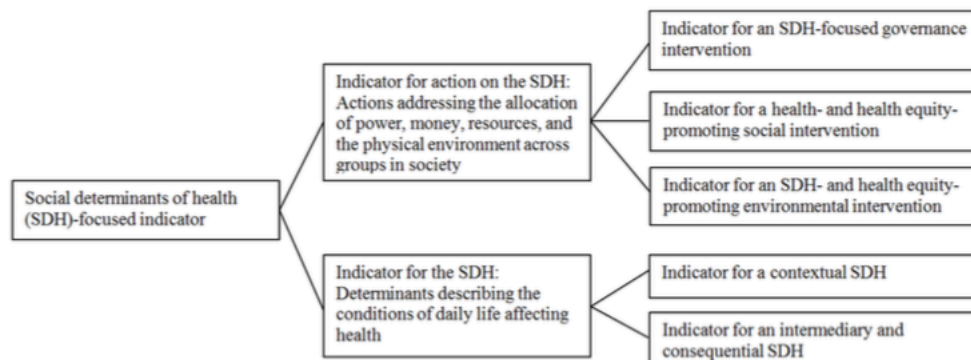 Social determinants of health
(SDH)-focused indicator
Indicator for action on the SDH:
Actions addressing the allocation
of power, money, resources, and
the physical environment across
groups in society
Indicator for an SDH-focused governance
intervention
Indicator for a health- and health equity-
promoting social intervention
Indicator for an SDH- and health equity-
promoting environmental intervention
Indicator for the SDH:
Determinants describing the
conditions of daily life affecting
health
Indicator for a contextual SDH
Indicator for an intermediary and
consequential SDH